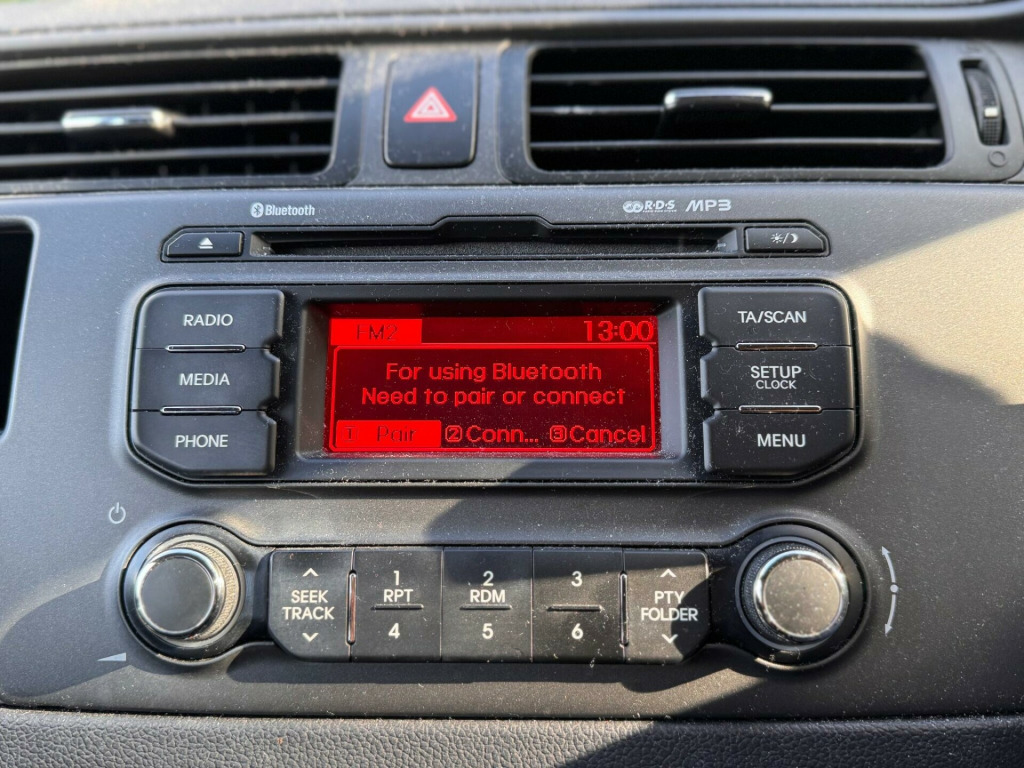 Bluetooth
R·D·S MP3
RADIO
MEDIA
PHONE
FM2 13:00
For using Bluetooth
Need to pair or connect
1 Pair 2 Conn... 3 Cancel
TA/SCAN
SETUP
CLOCK
MENU
SEEK
TRACK
1
RPT
4
2
RDM
5
3
6
PTY
FOLDER